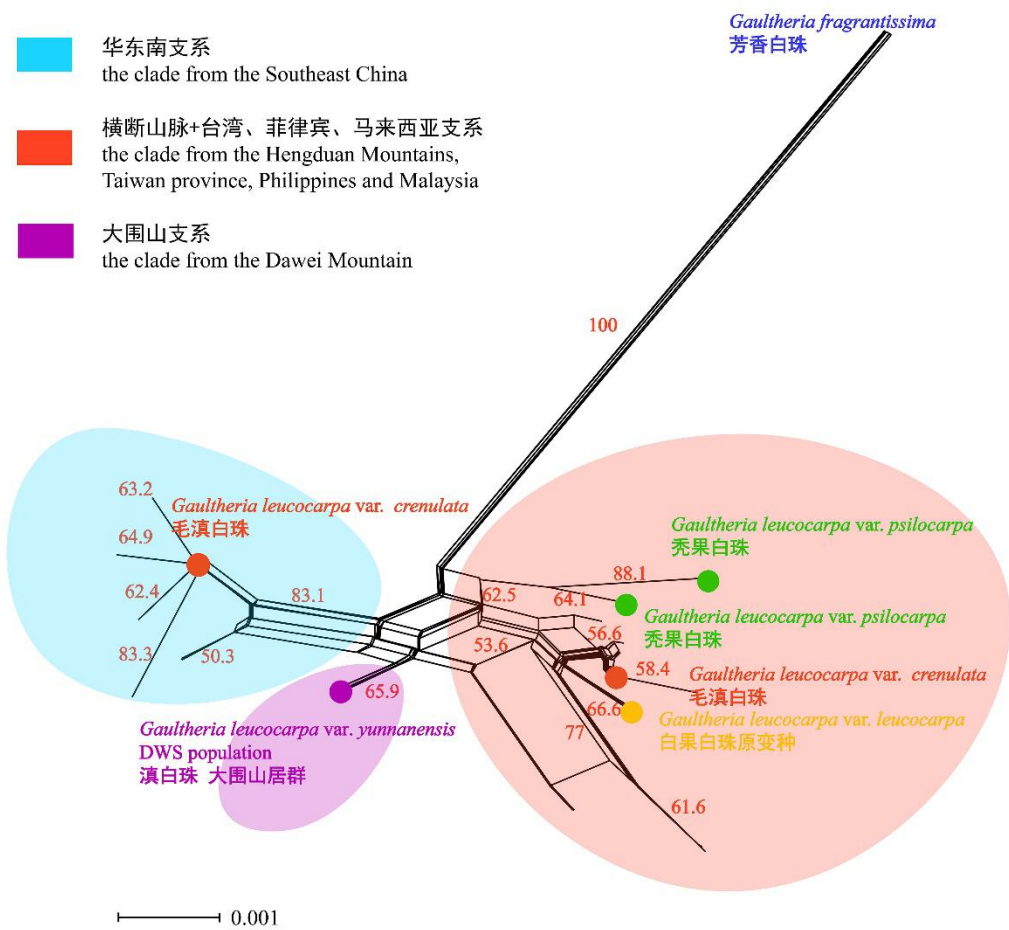 Gaultheria fragrantissima
芳香白珠
华东南支系
the clade from the Southeast China
横断山脉+台湾、菲律宾、马来西亚支系
the clade from the Hengduan Mountains,
Taiwan province, Philippines and Malaysia
大围山支系
the clade from the Dawei Mountain
100
63.2
Gaultheria leucocarpa var. crenulata
毛滇白珠
64.9
62.4
83.3
50.3
83.1
65.9
Gaultheria leucocarpa var. yunnanensis
DWS population
滇白珠 大围山居群
Gaultheria leucocarpa var. psilocarpa
秃果白珠
88.1
62.5
64.1
Gaultheria leucocarpa var. psilocarpa
秃果白珠
53.6
56.6
58.4
Gaultheria leucocarpa var. crenulata
毛滇白珠
66.6
Gaultheria leucocarpa var. leucocarpa
白果白珠原变种
77
61.6
0.001